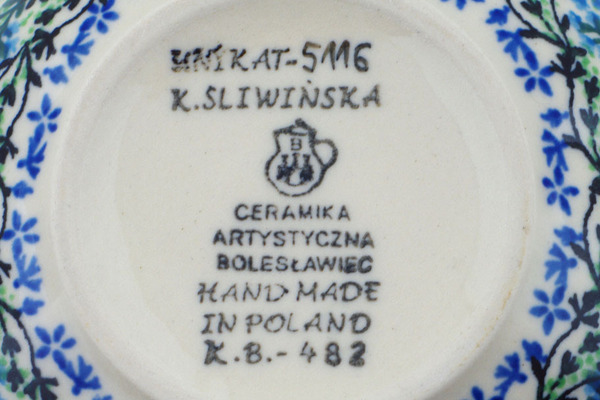 UNIKAT-5116
K.SLIWIŃSKA
B
CERAMIKA
ARTYSTYCZNA
BOLESŁAWIEC
HAND MADE
IN POLAND
K.B.-482